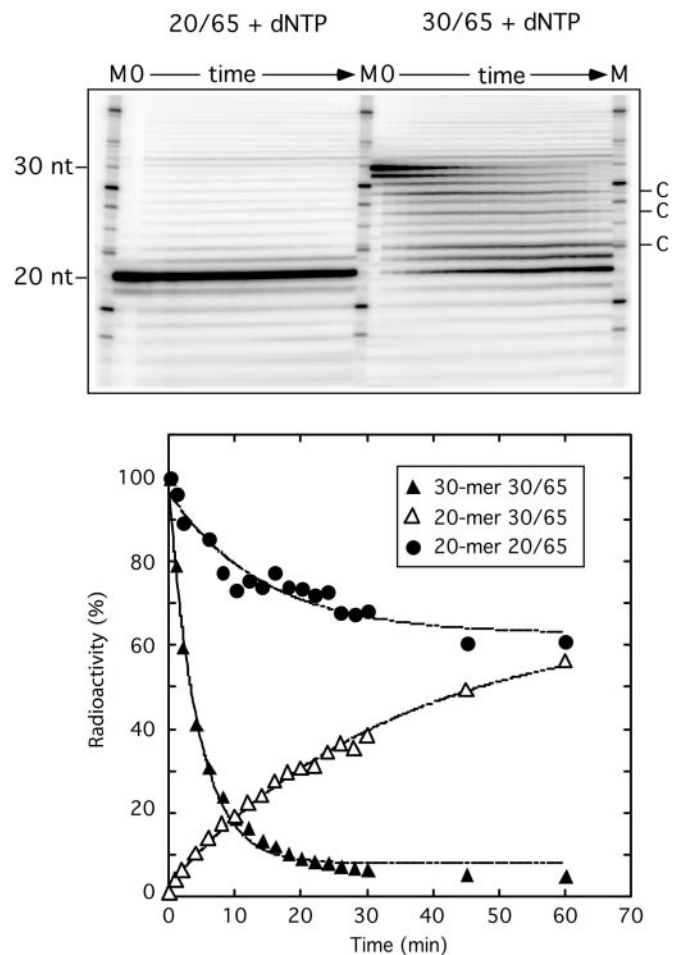 20/65 + dNTP 30/65 + dNTP
M 0 time M 0 time M
30 nt
C
C
C
20 nt
100
80
60
40
20
0
Radioactivity (%)
30-mer 30/65
20-mer 30/65
20-mer 20/65
0 10 20 30 40 50 60 70
Time (min)